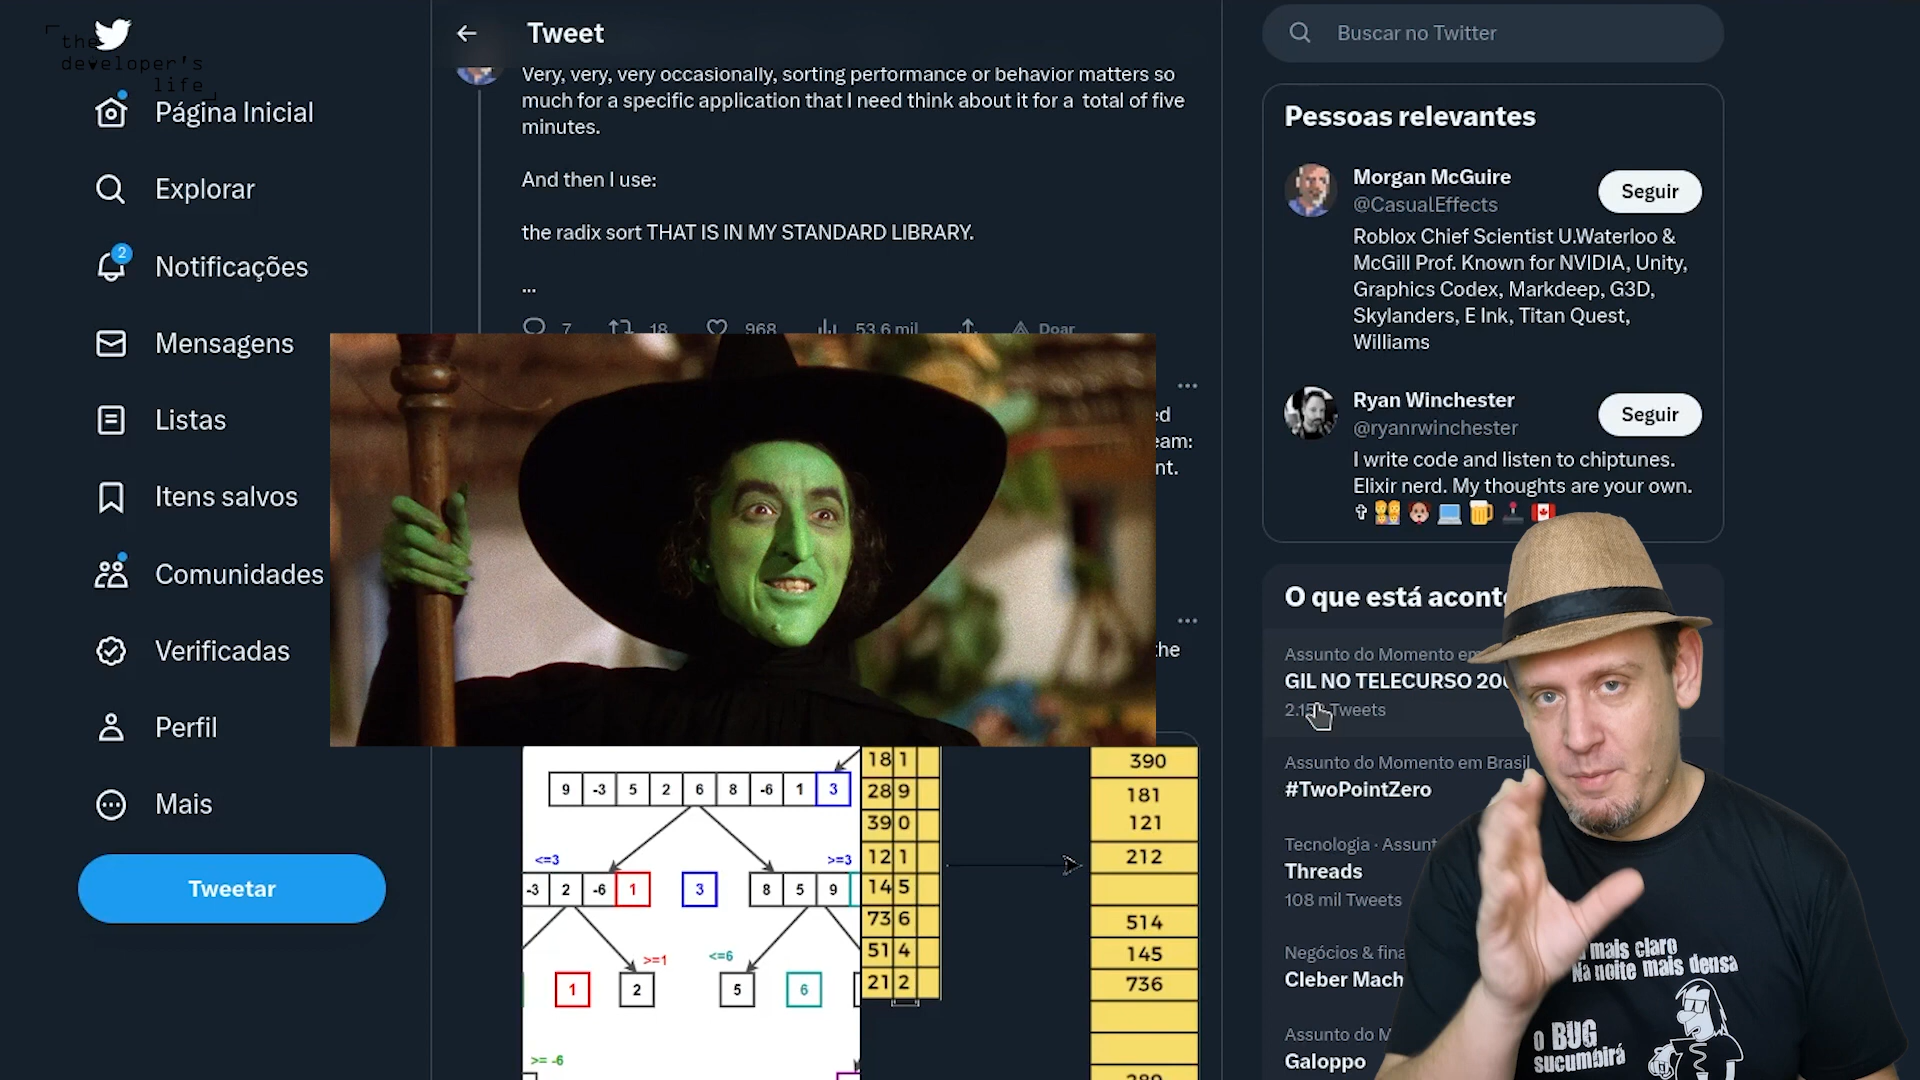 the
developer's
life
Página Inicial
Explorar
2
Notificações
Mensagens
Listas
Itens salvos
Comunidades
Verificadas
Perfil
Mais
Tweetar
Tweet
Very, very, very occasionally, sorting performance or behavior matters so
much for a specific application that I need think about it for a total of five
minutes.
And then I use:
the radix sort THAT IS IN MY STANDARD LIBRARY.
...
7 18 968 53,6 mil Doar
ed
eam:
nt.
the
9 -3 5 2 6 8 -6 1 3
<=3 >=3
-3 2 -6 1 3 8 5 9
>=1 <=6
1 2 5 6
>= -6
18 1
28 9
39 0
12 1
14 5
73 6
51 4
21 2
390
181
121
212
514
145
736
289
Buscar no Twitter
Pessoas relevantes
Morgan McGuire
@CasualEffects
Seguir
Roblox Chief Scientist U.Waterloo &
McGill Prof. Known for NVIDIA, Unity,
Graphics Codex, Markdeep, G3D,
Skylanders, E Ink, Titan Quest,
Williams
Ryan Winchester
@ryanrwinchester
Seguir
I write code and listen to chiptunes.
Elixir nerd. My thoughts are your own.
O que está aconte
Assunto do Momento em
GIL NO TELECURSO 20
Tweets
Assunto do Momento em Brasil
#TwoPointZero
Tecnologia · Assunt
Threads
108 mil Tweets
Negócios & fina
Cleber Mach
Assunto do M
Galoppo
mais claro
Na noite mais densa
o BUG
sucumbirá